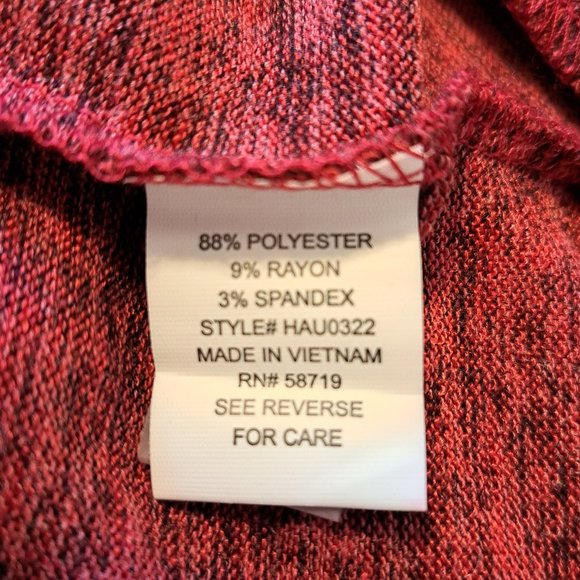 88% POLYESTER
9% RAYON
3% SPANDEX
STYLE# HAU0322
MADE IN VIETNAM
RN# 58719
SEE REVERSE
FOR CARE